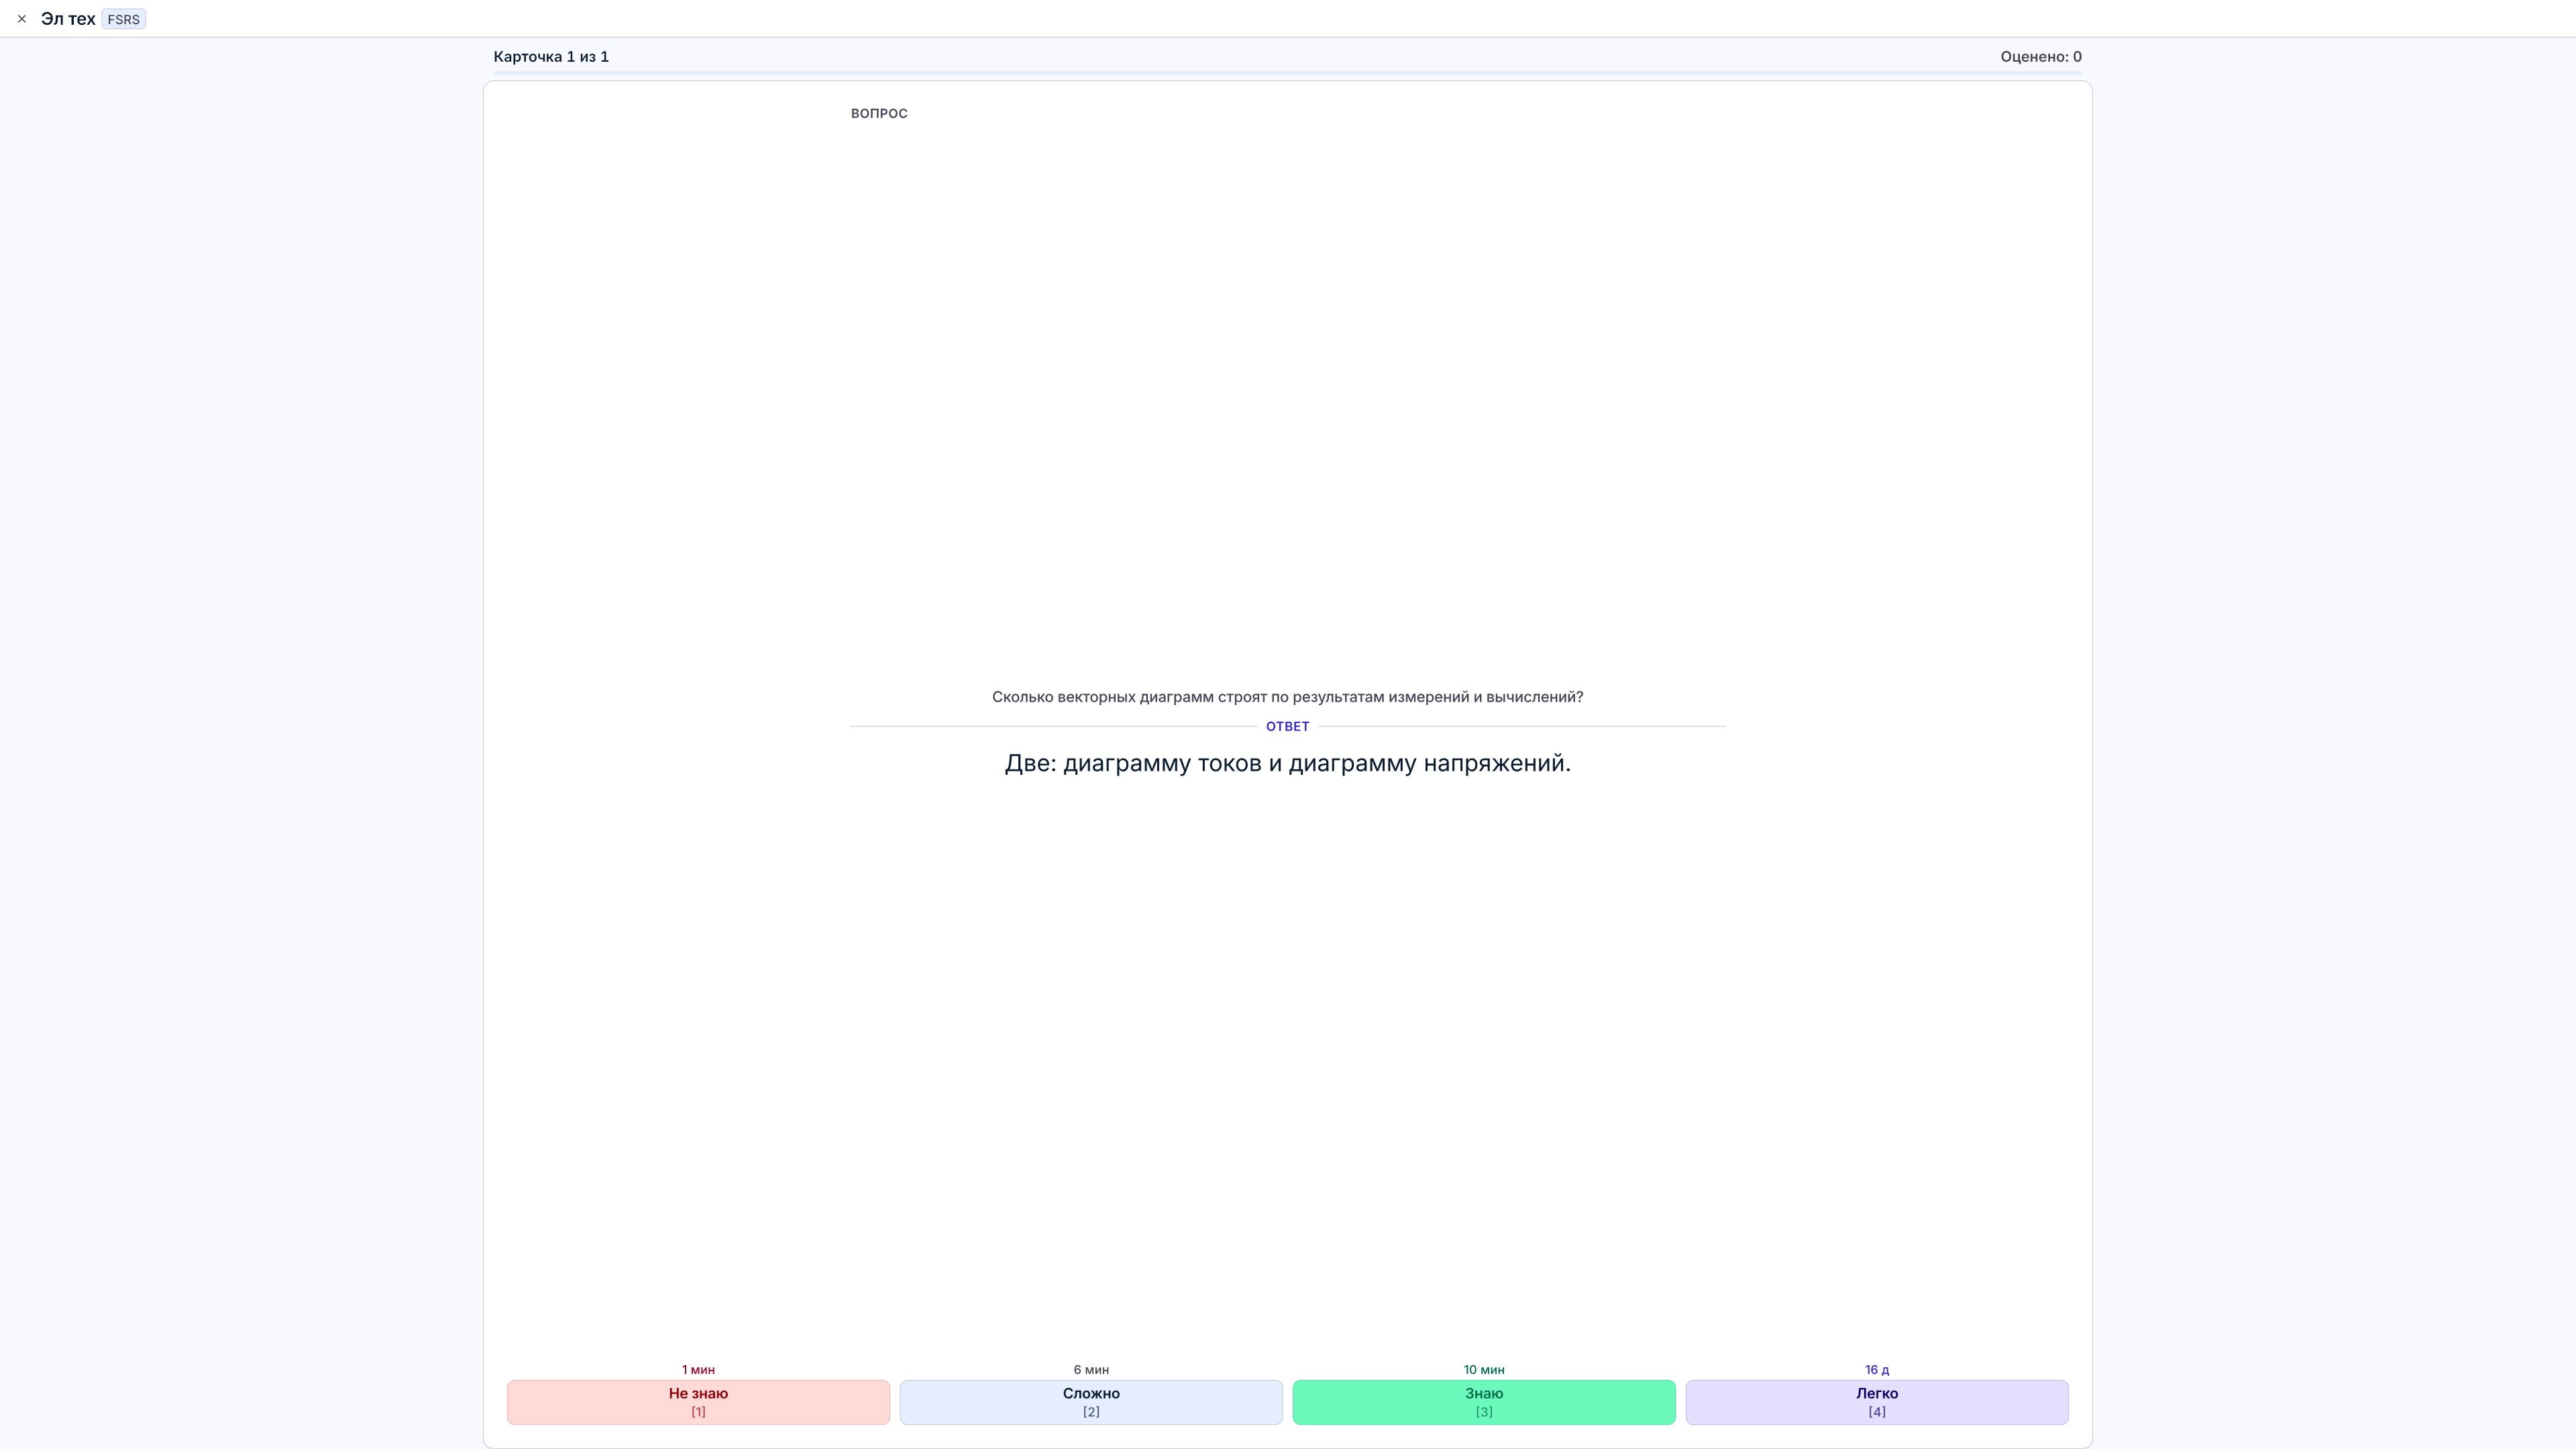 × Эл тех FSRS
Карточка 1 из 1
Оценено: 0
ВОПРОС
Сколько векторных диаграмм строят по результатам измерений и вычислений?
ОТВЕТ
Две: диаграмму токов и диаграмму напряжений.
1 мин
Не знаю
[1]
6 мин
Сложно
[2]
10 мин
Знаю
[3]
16 д
Легко
[4]